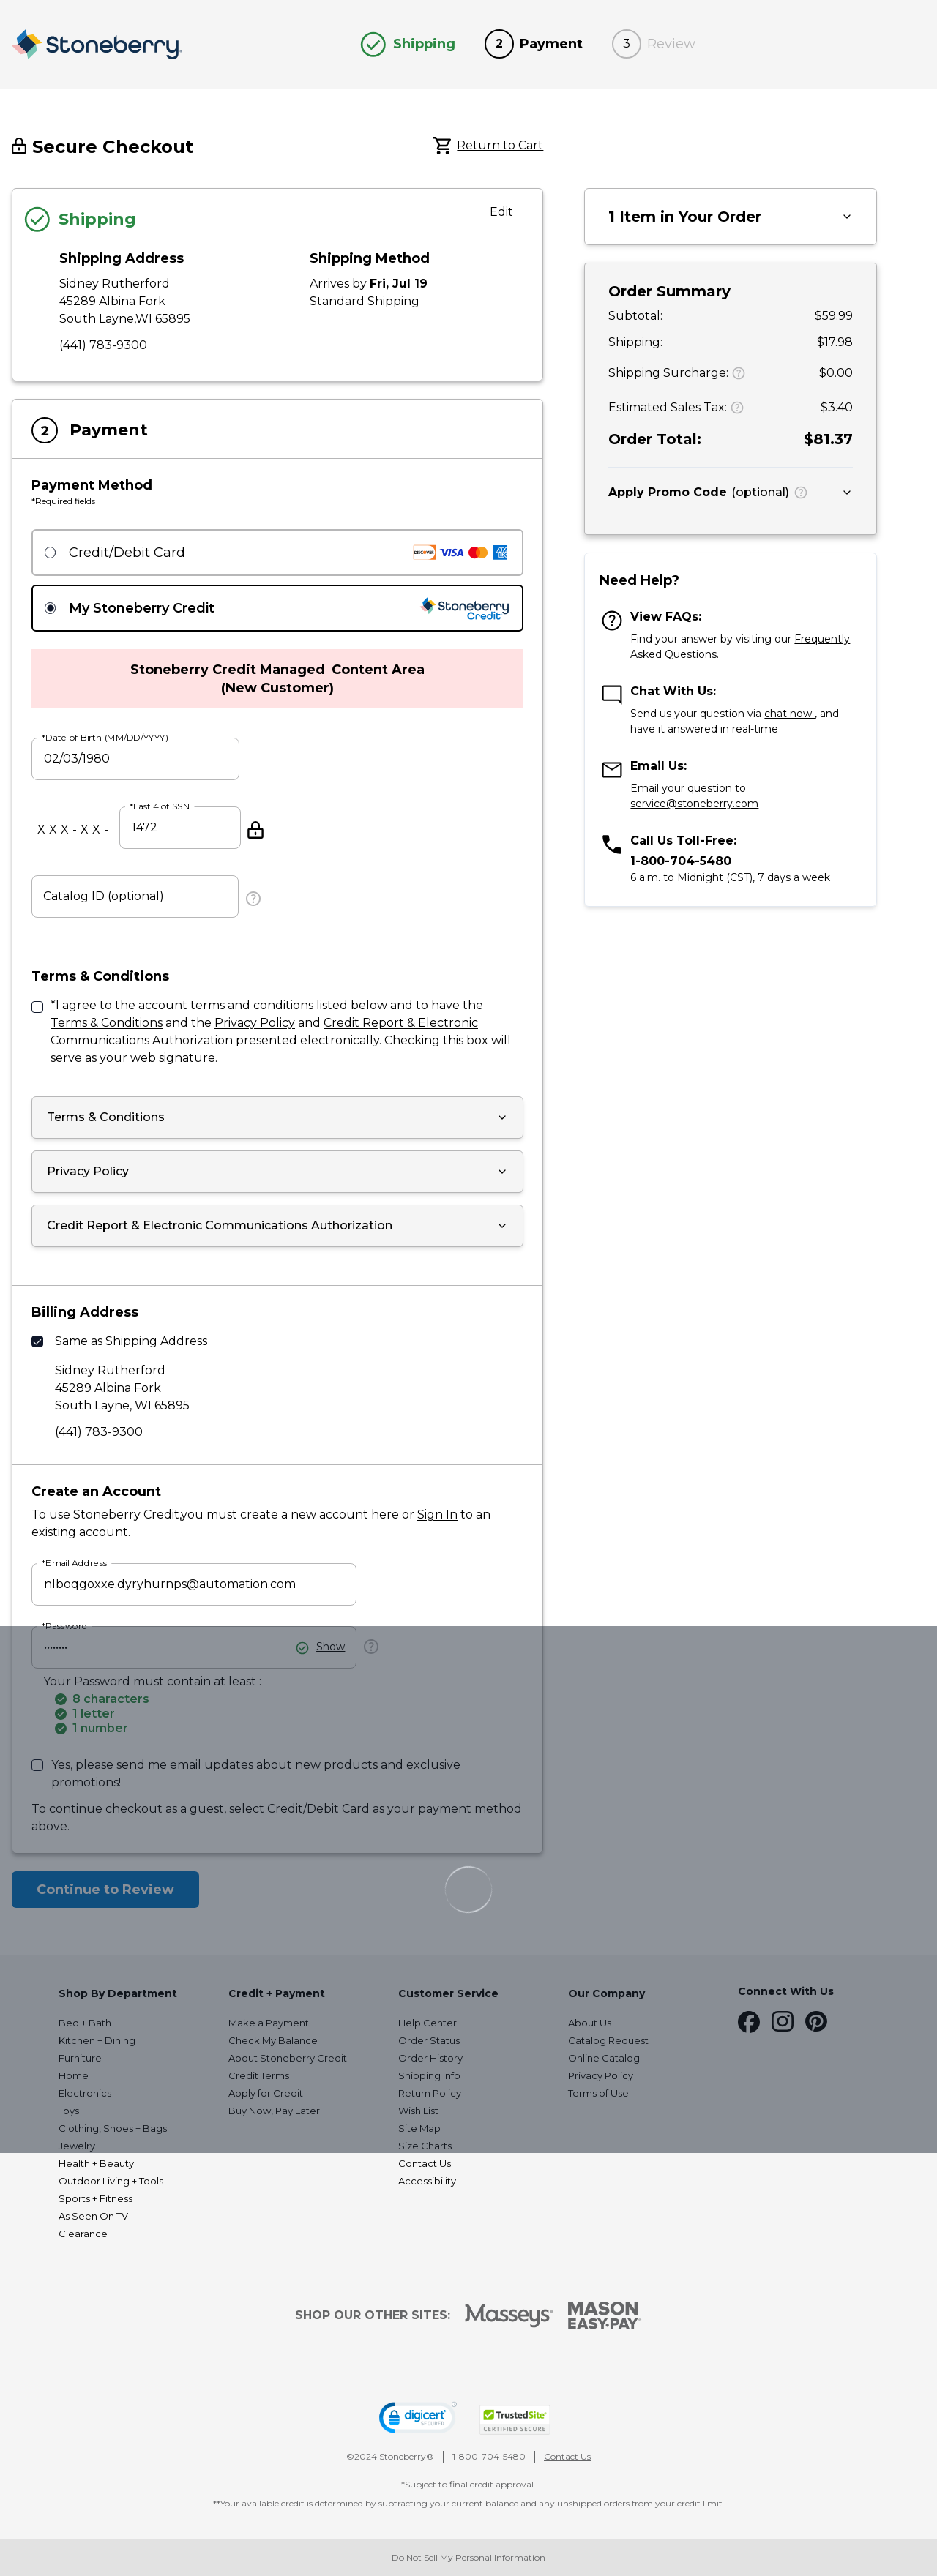 Stoneberry
Shipping
2 Payment
3 Review
Secure Checkout
Return to Cart
Shipping
Edit
Shipping Address
Sidney Rutherford
45289 Albina Fork
South Layne,WI 65895
(441) 783-9300
Shipping Method
Arrives by Fri, Jul 19
Standard Shipping
2 Payment
Payment Method
*Required fields
Credit/Debit Card
DISCOVER VISA
My Stoneberry Credit
Stoneberry
Credit
Stoneberry Credit Managed Content Area
(New Customer)
*Date of Birth (MM/DD/YYYY)
02/03/1980
*Last 4 of SSN
X X X - X X -
1472
Catalog ID (optional)
Terms & Conditions
*I agree to the account terms and conditions listed below and to have the
Terms & Conditions and the Privacy Policy and Credit Report & Electronic
Communications Authorization presented electronically. Checking this box will
serve as your web signature.
Terms & Conditions
Privacy Policy
Credit Report & Electronic Communications Authorization
Billing Address
Same as Shipping Address
Sidney Rutherford
45289 Albina Fork
South Layne, WI 65895
(441) 783-9300
Create an Account
To use Stoneberry Credit,you must create a new account here or Sign In to an
existing account.
*Email Address
nlboqgoxxe.dyryhurnps@automation.com
*Password
········
Show
Your Password must contain at least :
8 characters
1 letter
1 number
Yes, please send me email updates about new products and exclusive
promotions!
To continue checkout as a guest, select Credit/Debit Card as your payment method
above.
Continue to Review
1 Item in Your Order
Order Summary
Subtotal: $59.99
Shipping: $17.98
Shipping Surcharge: $0.00
Estimated Sales Tax: $3.40
Order Total: $81.37
Apply Promo Code (optional)
Need Help?
View FAQs:
Find your answer by visiting our Frequently
Asked Questions.
Chat With Us:
Send us your question via chat now , and
have it answered in real-time
Email Us:
Email your question to
service@stoneberry.com
Call Us Toll-Free:
1-800-704-5480
6 a.m. to Midnight (CST), 7 days a week
Shop By Department
Bed + Bath
Kitchen + Dining
Furniture
Home
Electronics
Toys
Clothing, Shoes + Bags
Jewelry
Health + Beauty
Outdoor Living + Tools
Sports + Fitness
As Seen On TV
Clearance
Credit + Payment
Make a Payment
Check My Balance
About Stoneberry Credit
Credit Terms
Apply for Credit
Buy Now, Pay Later
Customer Service
Help Center
Order Status
Order History
Shipping Info
Return Policy
Wish List
Site Map
Size Charts
Contact Us
Accessibility
Our Company
About Us
Catalog Request
Online Catalog
Privacy Policy
Terms of Use
Connect With Us
SHOP OUR OTHER SITES:
Masseys
MASON
EASY•PAY
digicert
SECURED
TrustedSite
CERTIFIED SECURE
©2024 Stoneberry®
1-800-704-5480
Contact Us
*Subject to final credit approval.
**Your available credit is determined by subtracting your current balance and any unshipped orders from your credit limit.
Do Not Sell My Personal Information